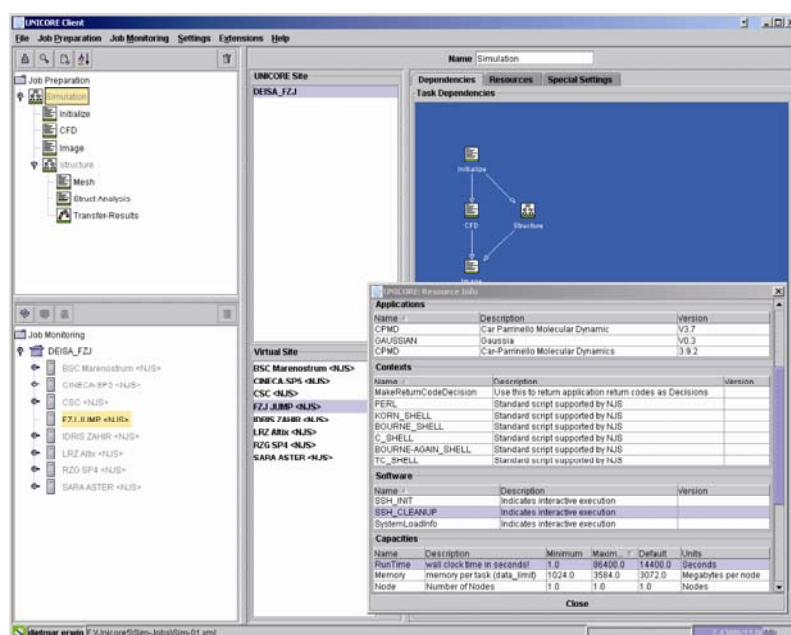 UNICORE Client
File Job Preparation Job Monitoring Settings Extensions Help
Name Simulation
Job Preparation
Simulation
Initialize
CFD
Image
Structure
Mesh
Struct Analysis
Transfer-Results
UNICORE Site
DEISA_FZJ
Dependencies Resources Special Settings
Task Dependencies
Initialize
CFD Structure
Image
Job Monitoring
DEISA_FZJ
BSC Marenostrum <NJS>
CINECA-SP5 <NJS>
CSC <NJS>
FZJ JUMP <NJS>
IDRIS ZAHIR <NJS>
LRZ Altix <NJS>
RZG SP4 <NJS>
SARA ASTER <NJS>
Virtual Site
BSC Marenostrum <NJS>
CINECA-SP5 <NJS>
CSC <NJS>
FZJ JUMP <NJS>
IDRIS ZAHIR <NJS>
LRZ Altix <NJS>
RZG SP4 <NJS>
SARA ASTER <NJS>
UNICORE: Resource Info
Applications
Name Description Version
CPMD Car Parrinello Molecular Dynamic V3.7
GAUSSIAN Gaussia V0.3
CPMD Car-Parrinello Molecular Dynamics 3.9.2
Contexts
Name Description Version
MakeReturnCodeDecision Use this to return application return codes as Decisions
PERL Standard script supported by NJS
KORN_SHELL Standard script supported by NJS
BOURNE_SHELL Standard script supported by NJS
C_SHELL Standard script supported by NJS
BOURNE-AGAIN_SHELL Standard script supported by NJS
TC_SHELL Standard script supported by NJS
Software
Name Description Version
SSH_INIT Indicates interactive execution
SSH_CLEANUP Indicates interactive execution
SystemLoadInfo Indicates interactive execution
Capacities
Name Description Minimum Maxim... Default Units
RunTime wall clock time in seconds! 1.0 86400.0 14400.0 Seconds
Memory memory per task (data_limit) 1024.0 3584.0 3072.0 Megabytes per node
Node Number of Nodes 1.0 1.0 1.0 Nodes
Close
dietmar erwin F:\Unicore5\Sim-Jobs\Sim-01.xml